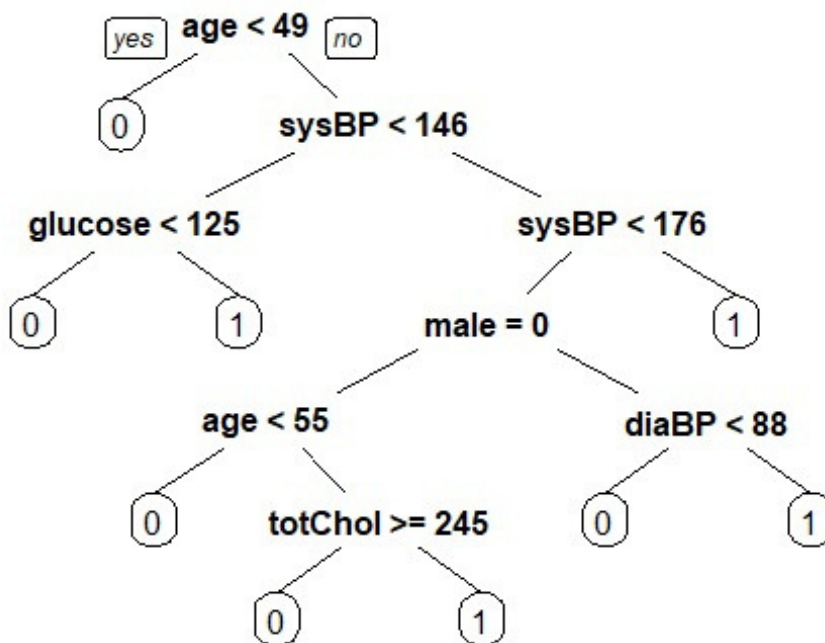 yes age < 49 no
0 sysBP < 146
glucose < 125 sysBP < 176
0 1 male = 0 1
age < 55 diaBP < 88
0 totChol >= 245 0 1
0 1